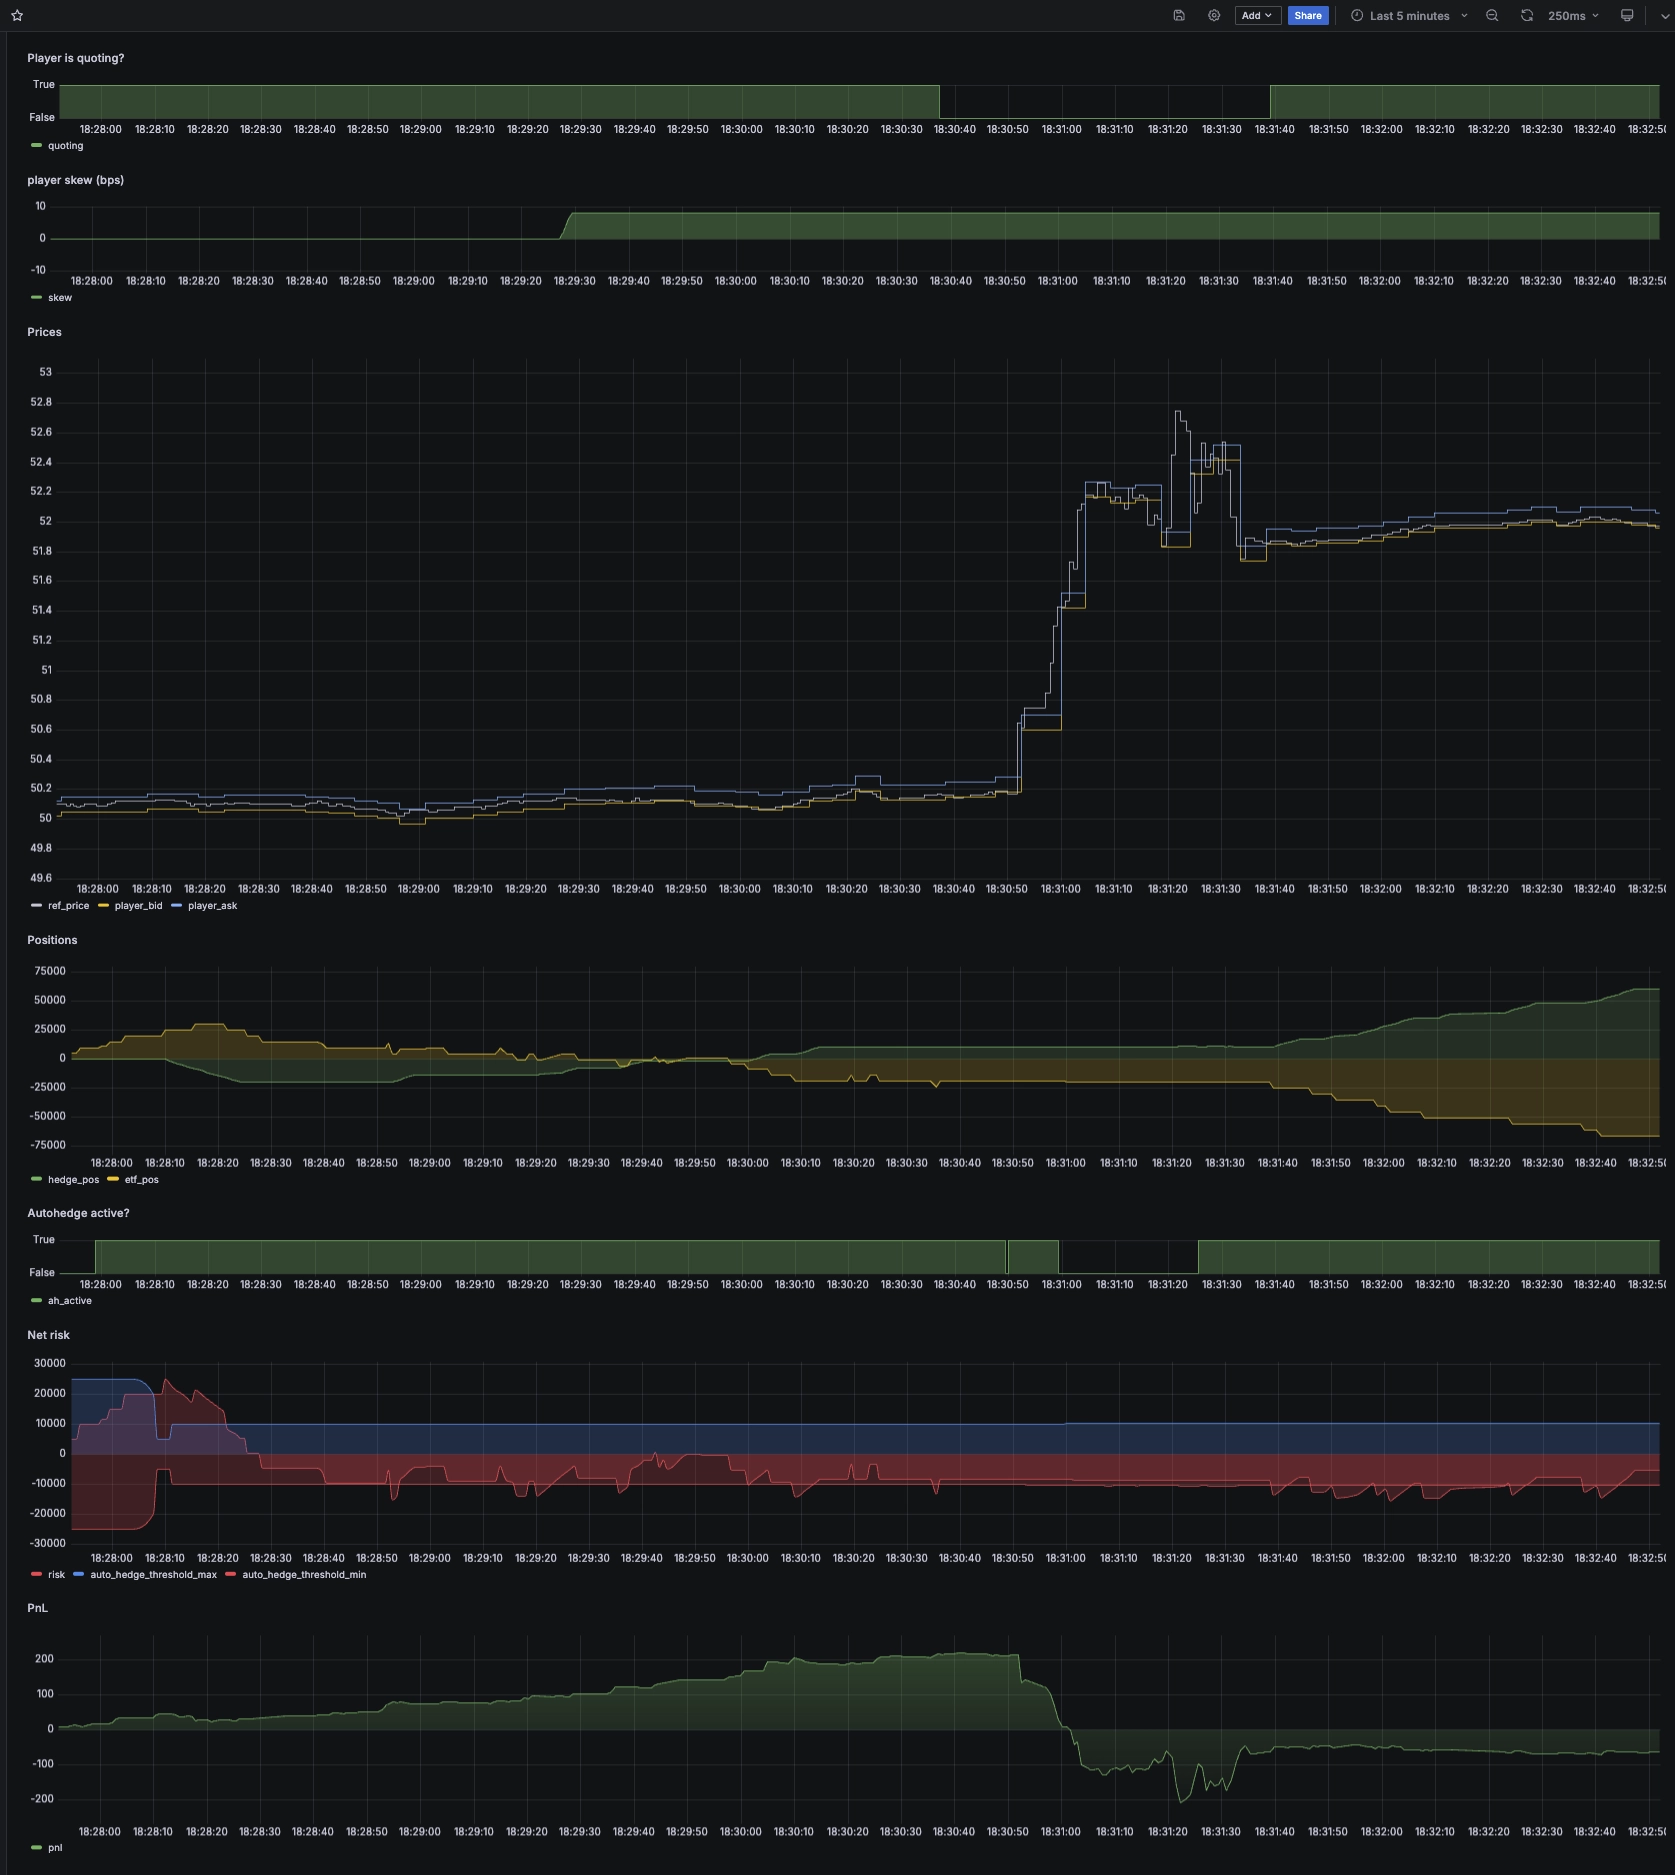 Add Share Last 5 minutes 250ms
Player is quoting?
True
False
18:28:00 18:28:10 18:28:20 18:28:30 18:28:40 18:28:50 18:29:00 18:29:10 18:29:20 18:29:30 18:29:40 18:29:50 18:30:00 18:30:10 18:30:20 18:30:30 18:30:40 18:30:50 18:31:00 18:31:10 18:31:20 18:31:30 18:31:40 18:31:50 18:32:00 18:32:10 18:32:20 18:32:30 18:32:40 18:32:50
quoting
player skew (bps)
10
0
-10
18:28:00 18:28:10 18:28:20 18:28:30 18:28:40 18:28:50 18:29:00 18:29:10 18:29:20 18:29:30 18:29:40 18:29:50 18:30:00 18:30:10 18:30:20 18:30:30 18:30:40 18:30:50 18:31:00 18:31:10 18:31:20 18:31:30 18:31:40 18:31:50 18:32:00 18:32:10 18:32:20 18:32:30 18:32:40 18:32:50
skew
Prices
53
52.8
52.6
52.4
52.2
52
51.8
51.6
51.4
51.2
51
50.8
50.6
50.4
50.2
50
49.8
49.6
18:28:00 18:28:10 18:28:20 18:28:30 18:28:40 18:28:50 18:29:00 18:29:10 18:29:20 18:29:30 18:29:40 18:29:50 18:30:00 18:30:10 18:30:20 18:30:30 18:30:40 18:30:50 18:31:00 18:31:10 18:31:20 18:31:30 18:31:40 18:31:50 18:32:00 18:32:10 18:32:20 18:32:30 18:32:40 18:32:50
ref_price player_bid player_ask
Positions
75000
50000
25000
0
-25000
-50000
-75000
18:28:00 18:28:10 18:28:20 18:28:30 18:28:40 18:28:50 18:29:00 18:29:10 18:29:20 18:29:30 18:29:40 18:29:50 18:30:00 18:30:10 18:30:20 18:30:30 18:30:40 18:30:50 18:31:00 18:31:10 18:31:20 18:31:30 18:31:40 18:31:50 18:32:00 18:32:10 18:32:20 18:32:30 18:32:40 18:32:50
hedge_pos etf_pos
Autohedge active?
True
False
18:28:00 18:28:10 18:28:20 18:28:30 18:28:40 18:28:50 18:29:00 18:29:10 18:29:20 18:29:30 18:29:40 18:29:50 18:30:00 18:30:10 18:30:20 18:30:30 18:30:40 18:30:50 18:31:00 18:31:10 18:31:20 18:31:30 18:31:40 18:31:50 18:32:00 18:32:10 18:32:20 18:32:30 18:32:40 18:32:50
ah_active
Net risk
30000
20000
10000
0
-10000
-20000
-30000
18:28:00 18:28:10 18:28:20 18:28:30 18:28:40 18:28:50 18:29:00 18:29:10 18:29:20 18:29:30 18:29:40 18:29:50 18:30:00 18:30:10 18:30:20 18:30:30 18:30:40 18:30:50 18:31:00 18:31:10 18:31:20 18:31:30 18:31:40 18:31:50 18:32:00 18:32:10 18:32:20 18:32:30 18:32:40 18:32:50
risk auto_hedge_threshold_max auto_hedge_threshold_min
PnL
200
100
0
-100
-200
18:28:00 18:28:10 18:28:20 18:28:30 18:28:40 18:28:50 18:29:00 18:29:10 18:29:20 18:29:30 18:29:40 18:29:50 18:30:00 18:30:10 18:30:20 18:30:30 18:30:40 18:30:50 18:31:00 18:31:10 18:31:20 18:31:30 18:31:40 18:31:50 18:32:00 18:32:10 18:32:20 18:32:30 18:32:40 18:32:50
pnl